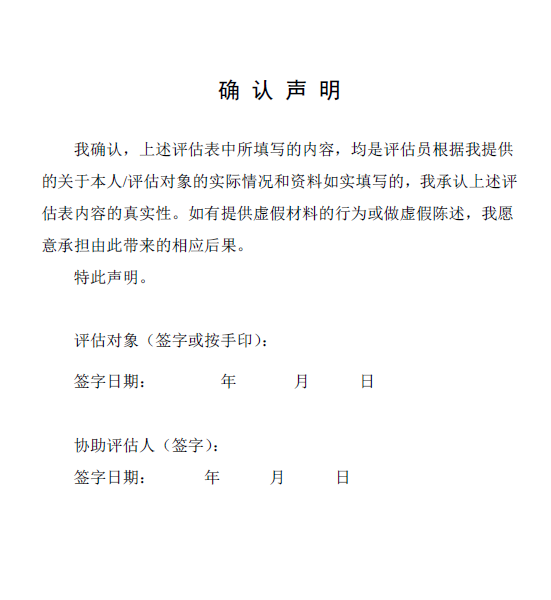 确 认 声 明
我确认，上述评估表中所填写的内容，均是评估员根据我提供
的关于本人/评估对象的实际情况和资料如实填写的，我承认上述评
估表内容的真实性。如有提供虚假材料的行为或做虚假陈述，我愿
意承担由此带来的相应后果。
特此声明。
评估对象（签字或按手印）：
签字日期： 年 月 日
协助评估人（签字）：
签字日期： 年 月 日